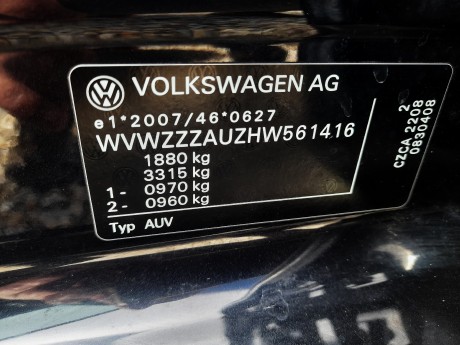 VOLKSWAGEN AG
e1*2007/46*0627
WVWZZZAUZHW561416
1880 kg
3315 kg
1- 0970 kg
2- 0960 kg
Typ AUV
CZCA 2208
2
0830408